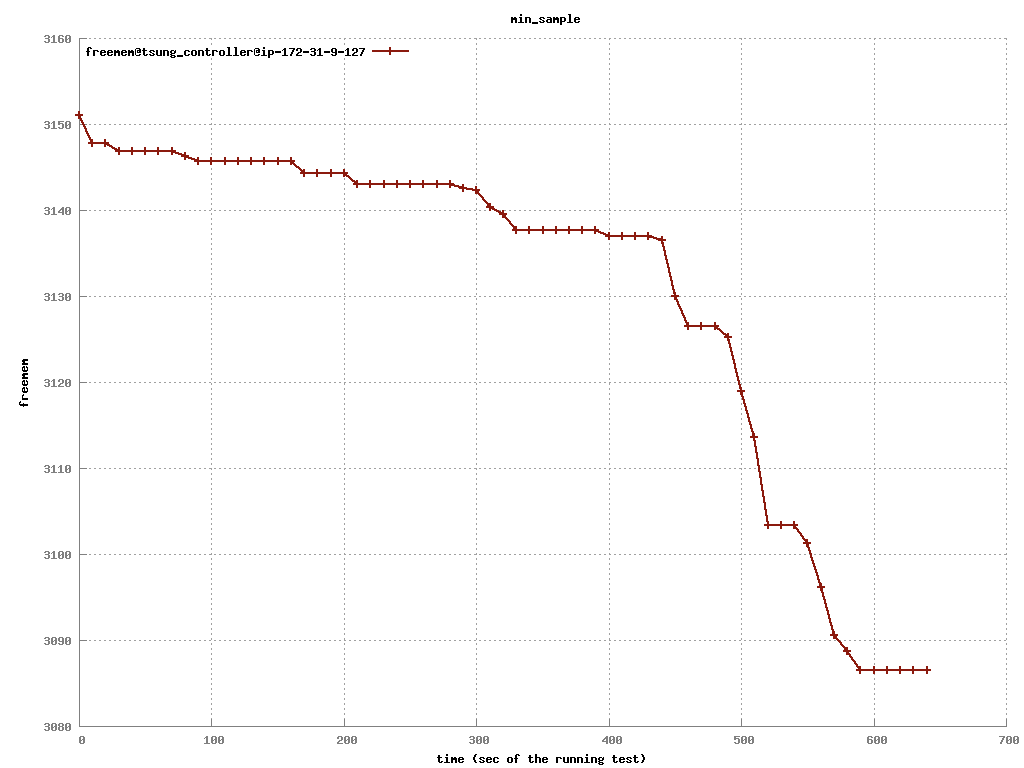 min_sample
freemem@tsung_controller@ip-172-31-9-127
3160
3150
3140
3130
3120
3110
3100
3090
3080
freemem
0 100 200 300 400 500 600 700
time (sec of the running test)